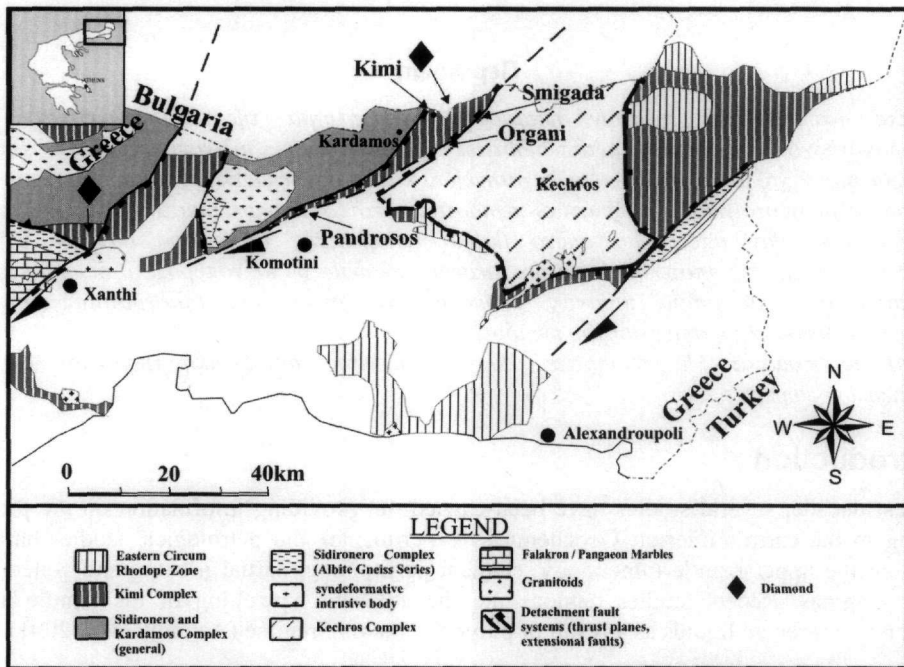 ATHENS
Kimi
Smigada
Bulgaria
Greece
Kardamos
Organi
Kechros
Pandrosos
Komotini
Xanthi
Greece
Turkey
Alexandroupoli
N
W
E
S
0 20 40km
LEGEND
Eastern Circum
Rhodope Zone
Kimi Complex
Sidironero and
Kardamos Complex
(general)
Sidironero Complex
(Albite Gneiss Series)
syndeformative
intrusive body
Kechros Complex
Falakron / Pangaeon Marbles
Granitoids
Detachment fault
systems (thrust planes,
extensional faults)
Diamond